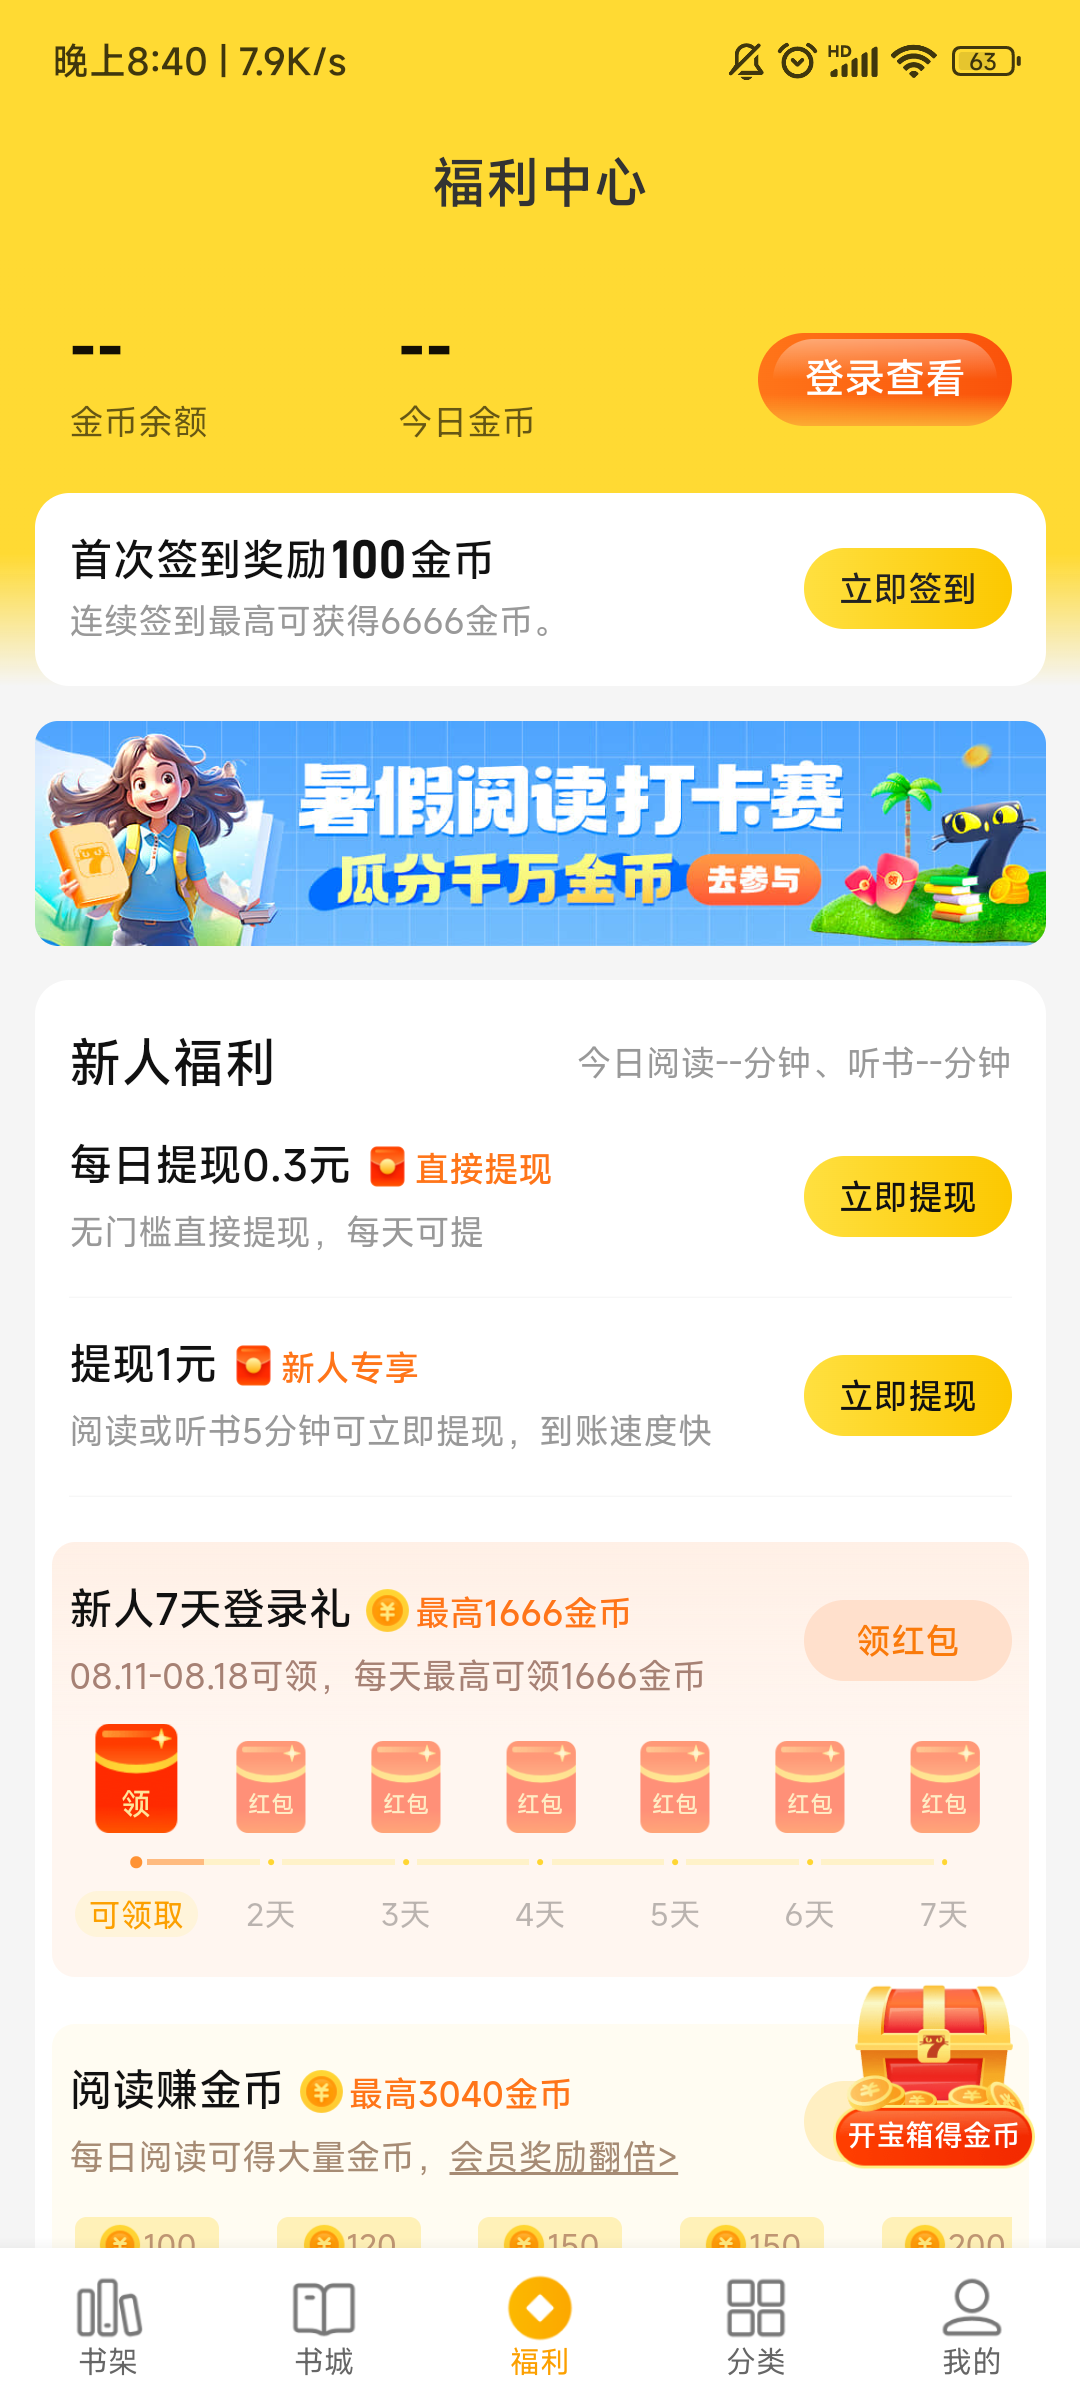 晚上8:40 | 7.9K/s
HD
63
福利中心
--
--
登录查看
金币余额
今日金币
首次签到奖励100金币
连续签到最高可获得6666金币。
立即签到
暑假阅读打卡赛
瓜分千万金币
去参与
领
新人福利
今日阅读--分钟、听书--分钟
每日提现0.3元
直接提现
无门槛直接提现，每天可提
立即提现
提现1元
新人专享
阅读或听书5分钟可立即提现，到账速度快
立即提现
新人7天登录礼
最高1666金币
08.11-08.18可领，每天最高可领1666金币
领红包
领
红包
红包
红包
红包
红包
红包
可领取
2天
3天
4天
5天
6天
7天
阅读赚金币
最高3040金币
每日阅读可得大量金币，会员奖励翻倍>
开宝箱得金币
100
120
150
150
200
书架
书城
福利
分类
我的